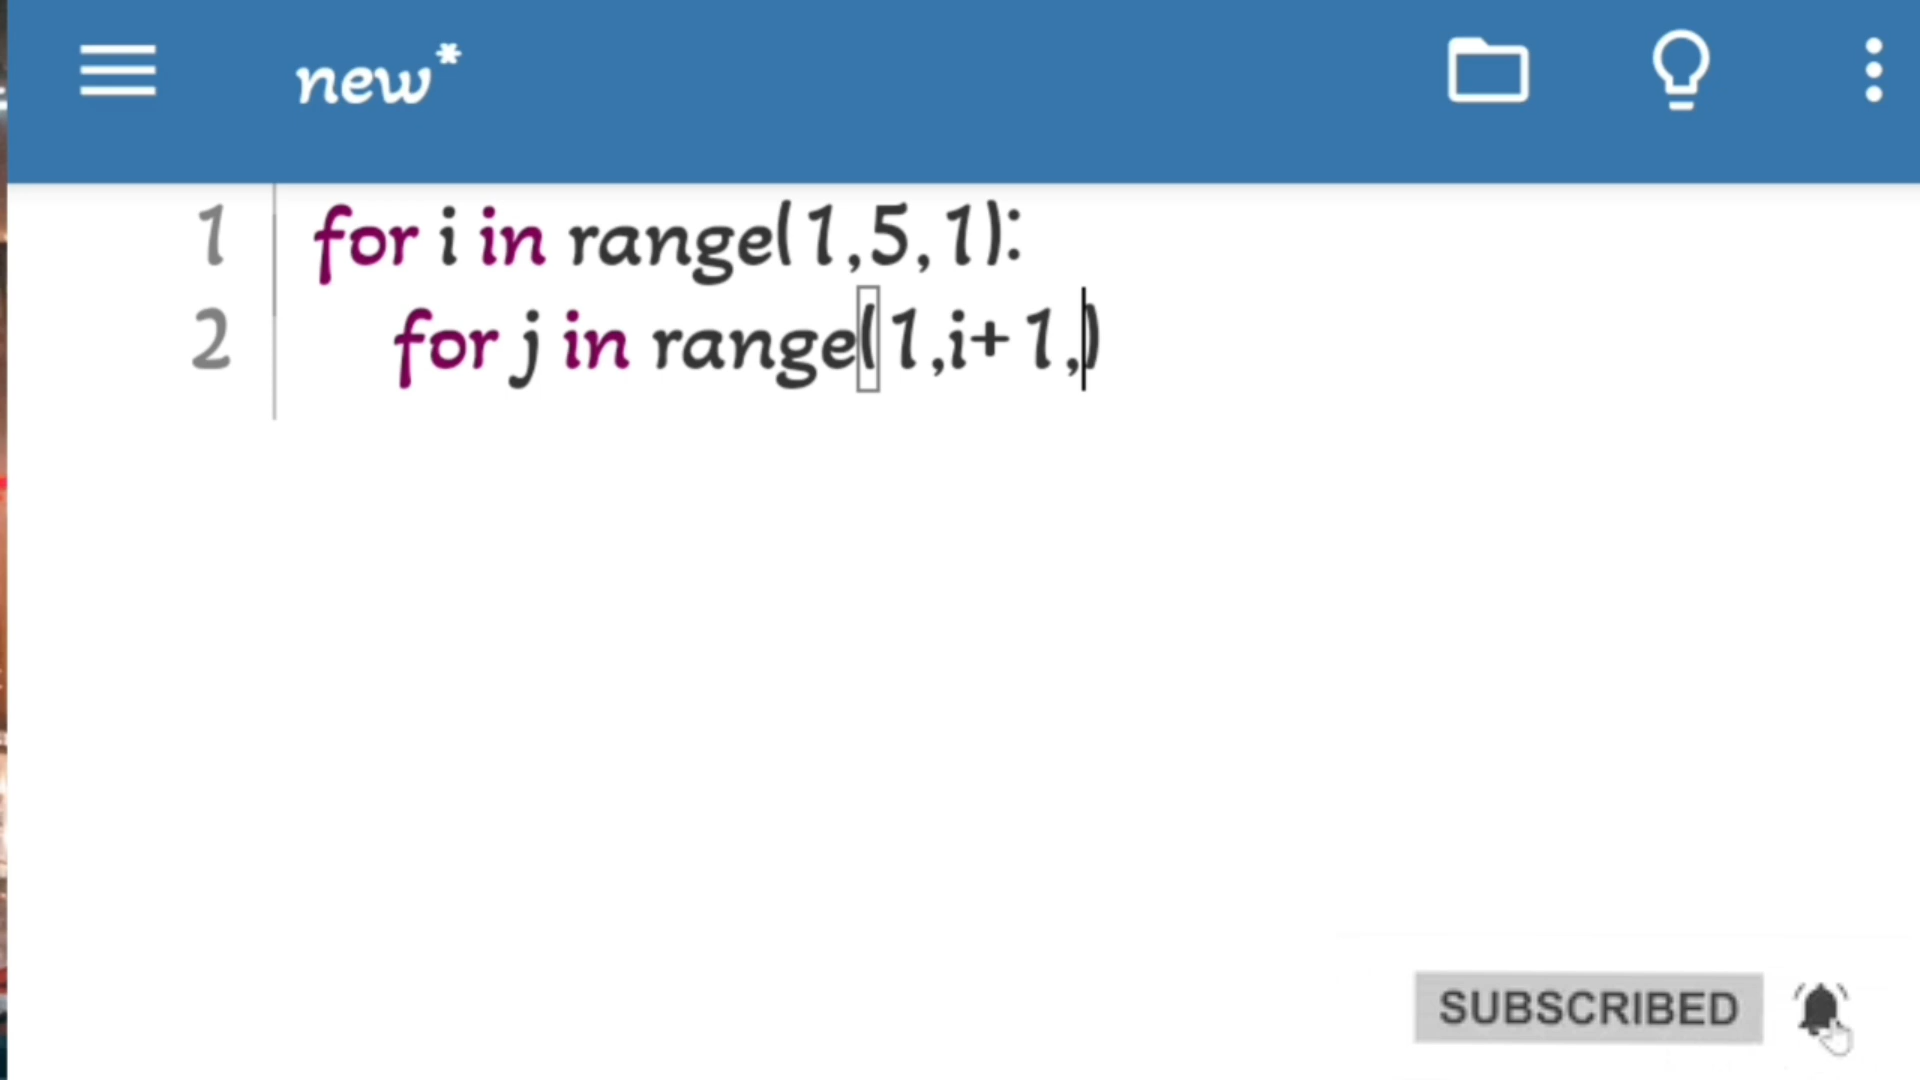 new*
1 for i in range(1,5,1):
2 for j in range(1,i+1,)
SUBSCRIBED